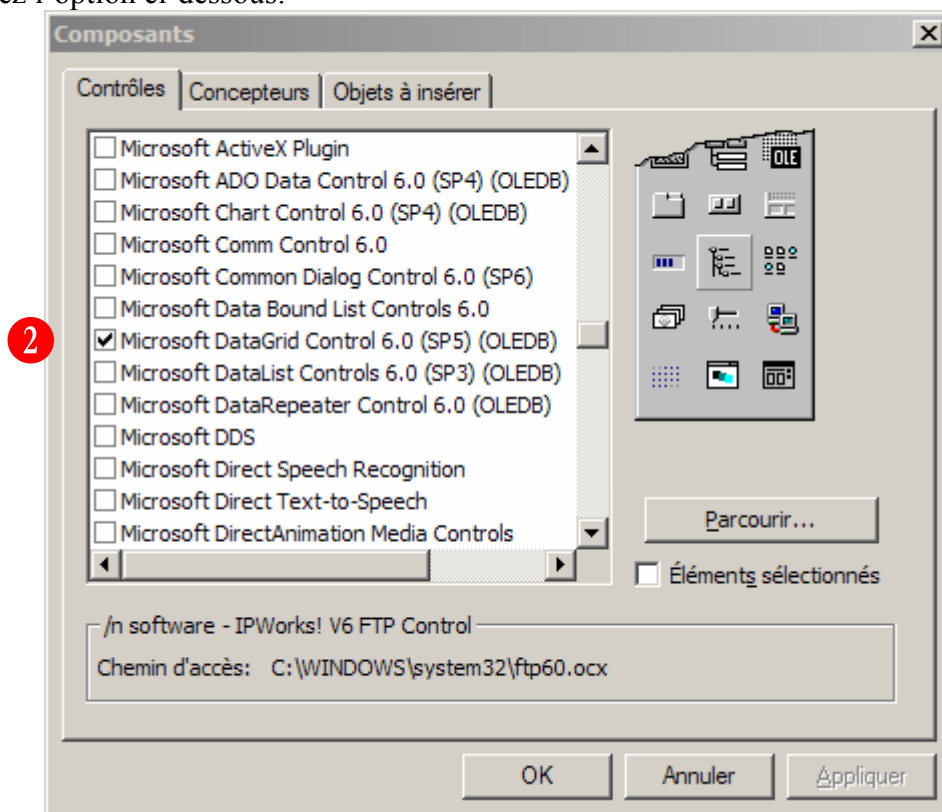 ez l'option ci-dessous:
Composants
Contrôles Concepteurs Objets à insérer
Microsoft ActiveX Plugin
Microsoft ADO Data Control 6.0 (SP4) (OLEDB)
Microsoft Chart Control 6.0 (SP4) (OLEDB)
Microsoft Comm Control 6.0
Microsoft Common Dialog Control 6.0 (SP6)
Microsoft Data Bound List Controls 6.0
2 Microsoft DataGrid Control 6.0 (SP5) (OLEDB)
Microsoft DataList Controls 6.0 (SP3) (OLEDB)
Microsoft DataRepeater Control 6.0 (OLEDB)
Microsoft DDS
Microsoft Direct Speech Recognition
Microsoft Direct Text-to-Speech
Microsoft DirectAnimation Media Controls
OLE
Parcourir...
Éléments sélectionnés
/n software - IPWorks! V6 FTP Control
Chemin d'accès: C:\WINDOWS\system32\ftp60.ocx
OK Annuler Appliquer